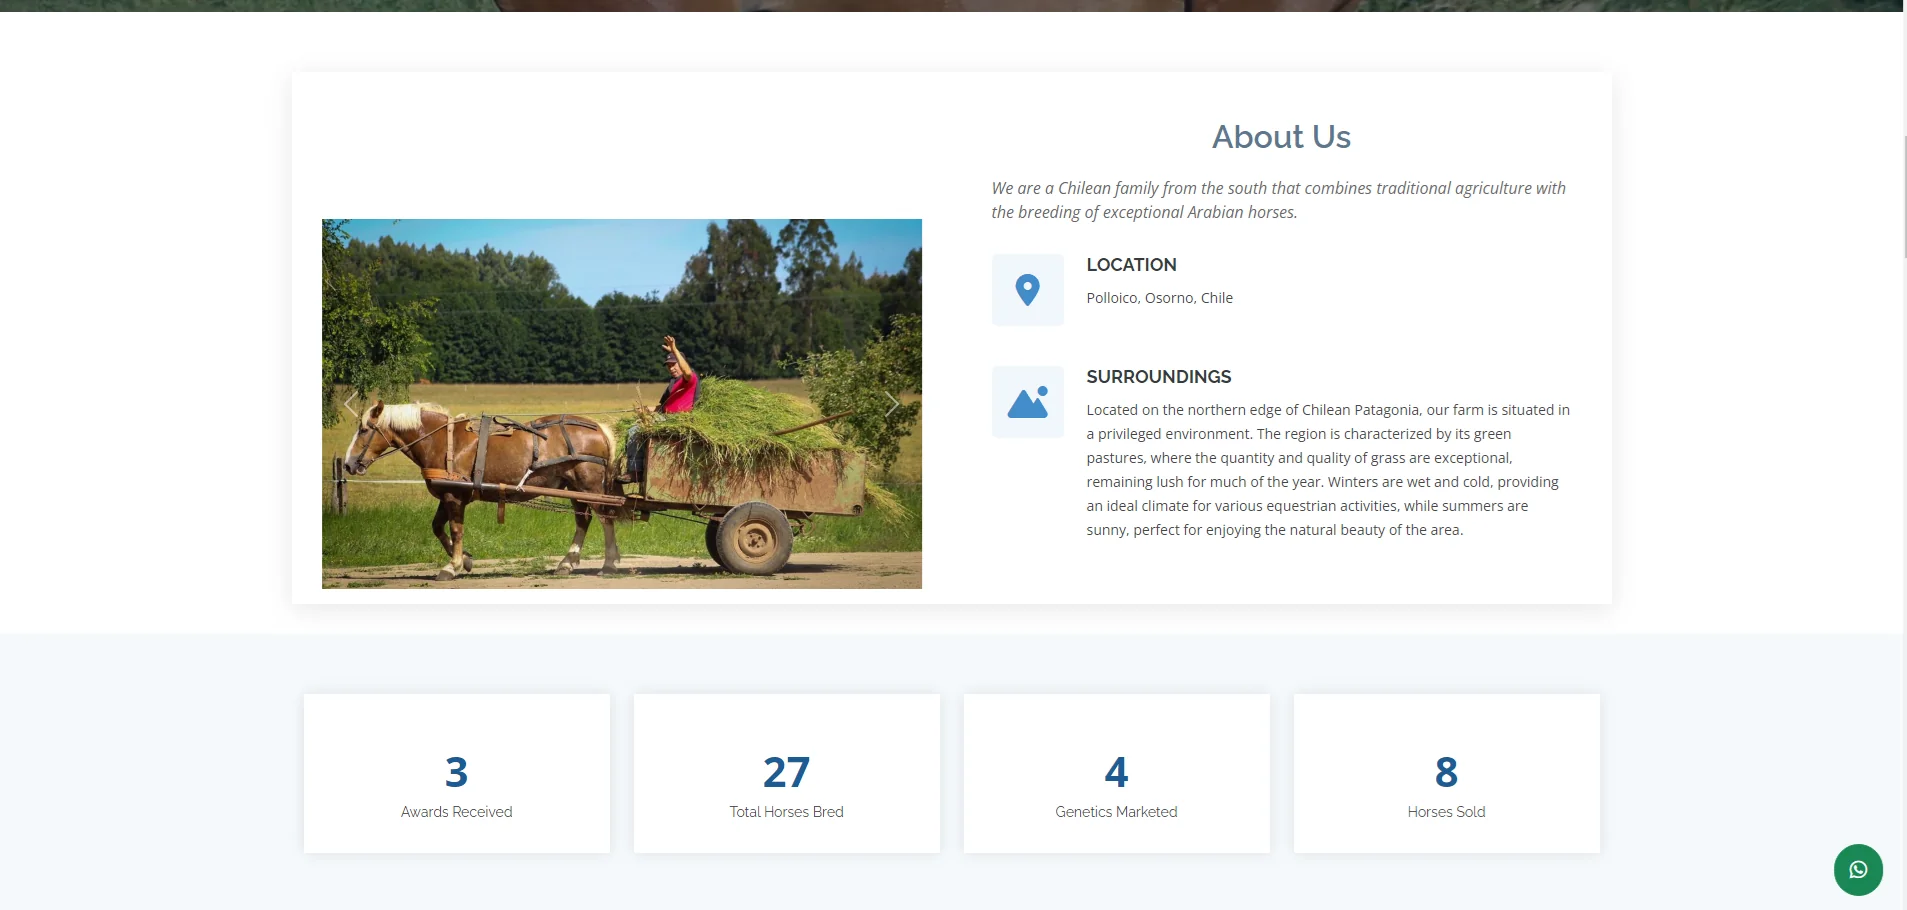 About Us
We are a Chilean family from the south that combines traditional agriculture with
the breeding of exceptional Arabian horses.
LOCATION
Polloico, Osorno, Chile
SURROUNDINGS
Located on the northern edge of Chilean Patagonia, our farm is situated in
a privileged environment. The region is characterized by its green
pastures, where the quantity and quality of grass are exceptional,
remaining lush for much of the year. Winters are wet and cold, providing
an ideal climate for various equestrian activities, while summers are
sunny, perfect for enjoying the natural beauty of the area.
3
Awards Received
27
Total Horses Bred
4
Genetics Marketed
8
Horses Sold